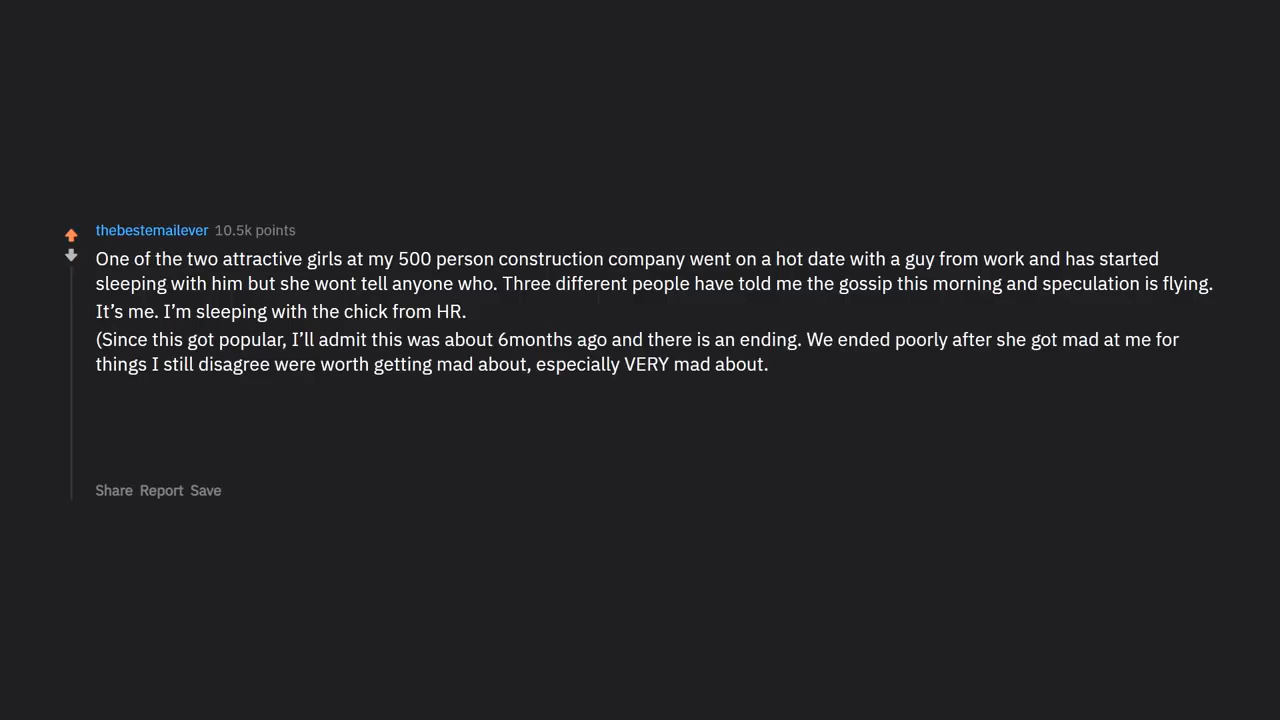 thebestemailever 10.5k points
One of the two attractive girls at my 500 person construction company went on a hot date with a guy from work and has started
sleeping with him but she wont tell anyone who. Three different people have told me the gossip this morning and speculation is flying.
It’s me. I’m sleeping with the chick from HR.
(Since this got popular, I’ll admit this was about 6months ago and there is an ending. We ended poorly after she got mad at me for
things I still disagree were worth getting mad about, especially VERY mad about.
Share Report Save